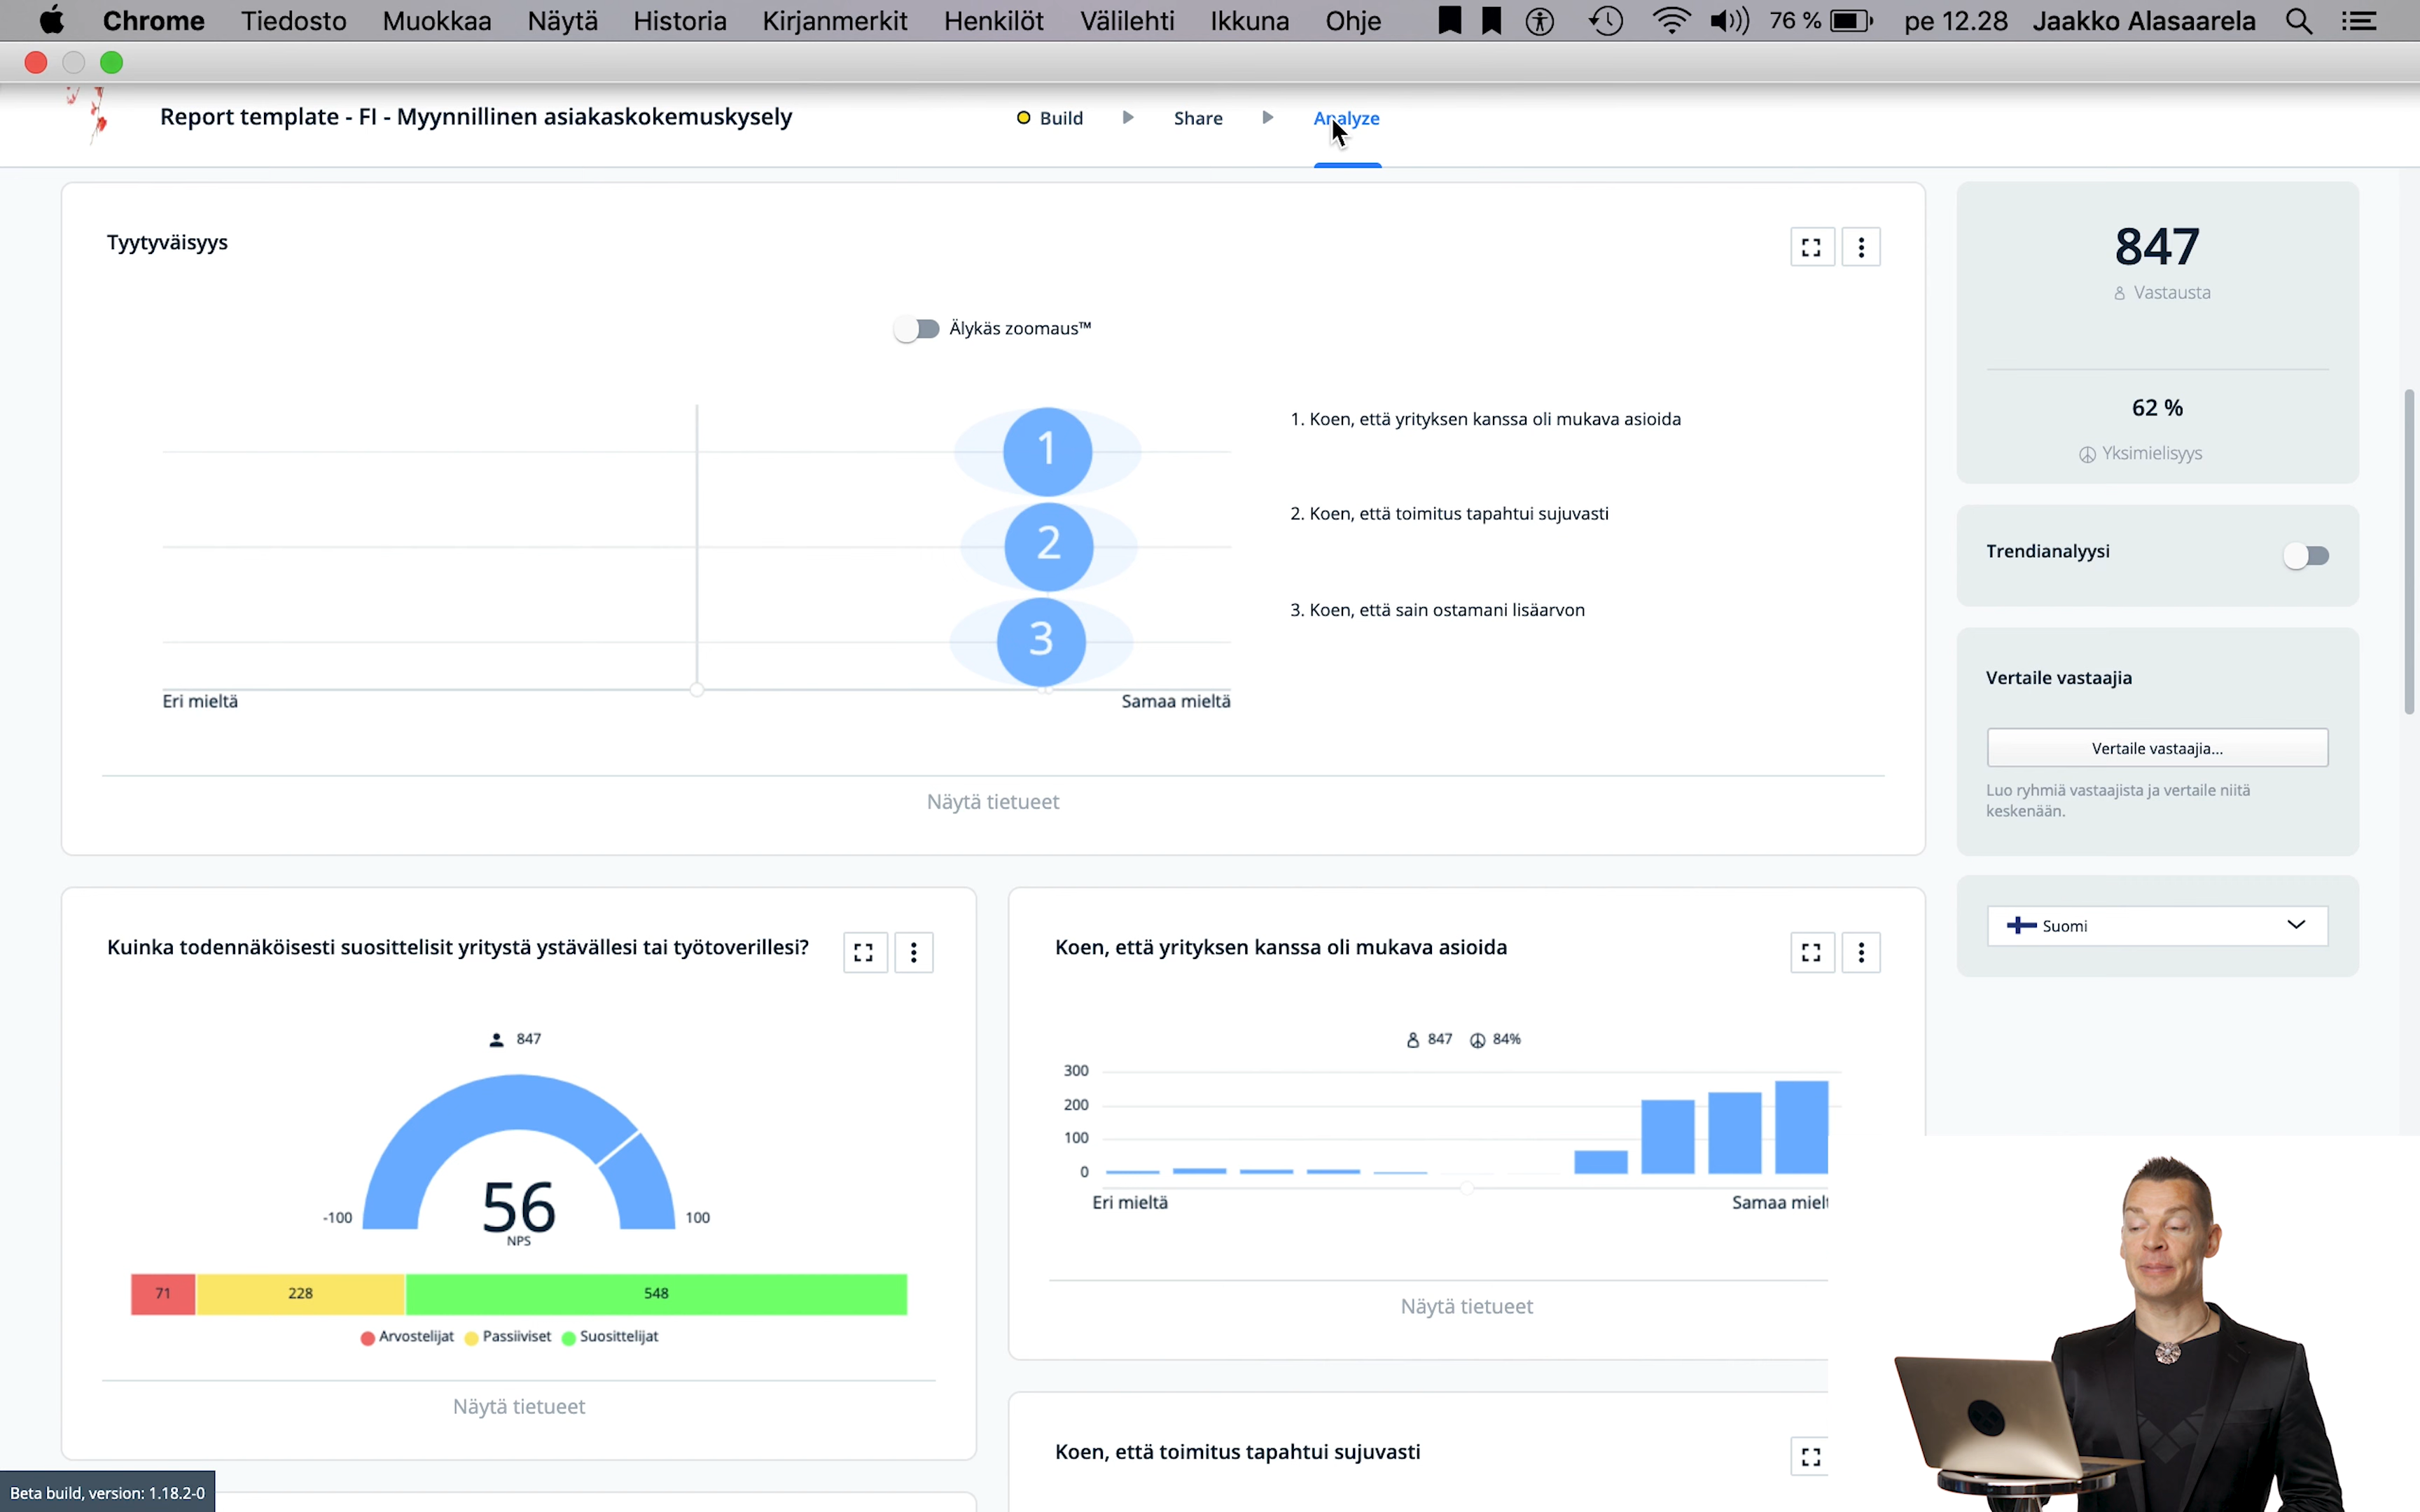 Chrome Tiedosto Muokkaa Näytä Historia Kirjanmerkit Henkilöt Välilehti Ikkuna Ohje 76 % pe 12.28 Jaakko Alasaarela
Report template - FI - Myynnillinen asiakaskokemuskysely
Build Share Analyze
Tyytyväisyys
Älykäs zoomaus™
1
2
3
Eri mieltä Samaa mieltä
1. Koen, että yrityksen kanssa oli mukava asioida
2. Koen, että toimitus tapahtui sujuvasti
3. Koen, että sain ostamani lisäarvon
Näytä tietueet
847
Vastausta
62 %
Yksimielisyys
Trendianalyysi
Vertaile vastaajia
Vertaile vastaajia...
Luo ryhmiä vastaajista ja vertaile niitä
keskenään.
Suomi
Kuinka todennäköisesti suosittelisit yritystä ystävällesi tai työtoverillesi?
847
-100
56
NPS
100
71 228 548
Arvostelijat Passiiviset Suosittelijat
Näytä tietueet
Koen, että yrityksen kanssa oli mukava asioida
847 84%
300
200
100
0
Eri mieltä Samaa mielt
Näytä tietueet
Koen, että toimitus tapahtui sujuvasti
Beta build, version: 1.18.2-0